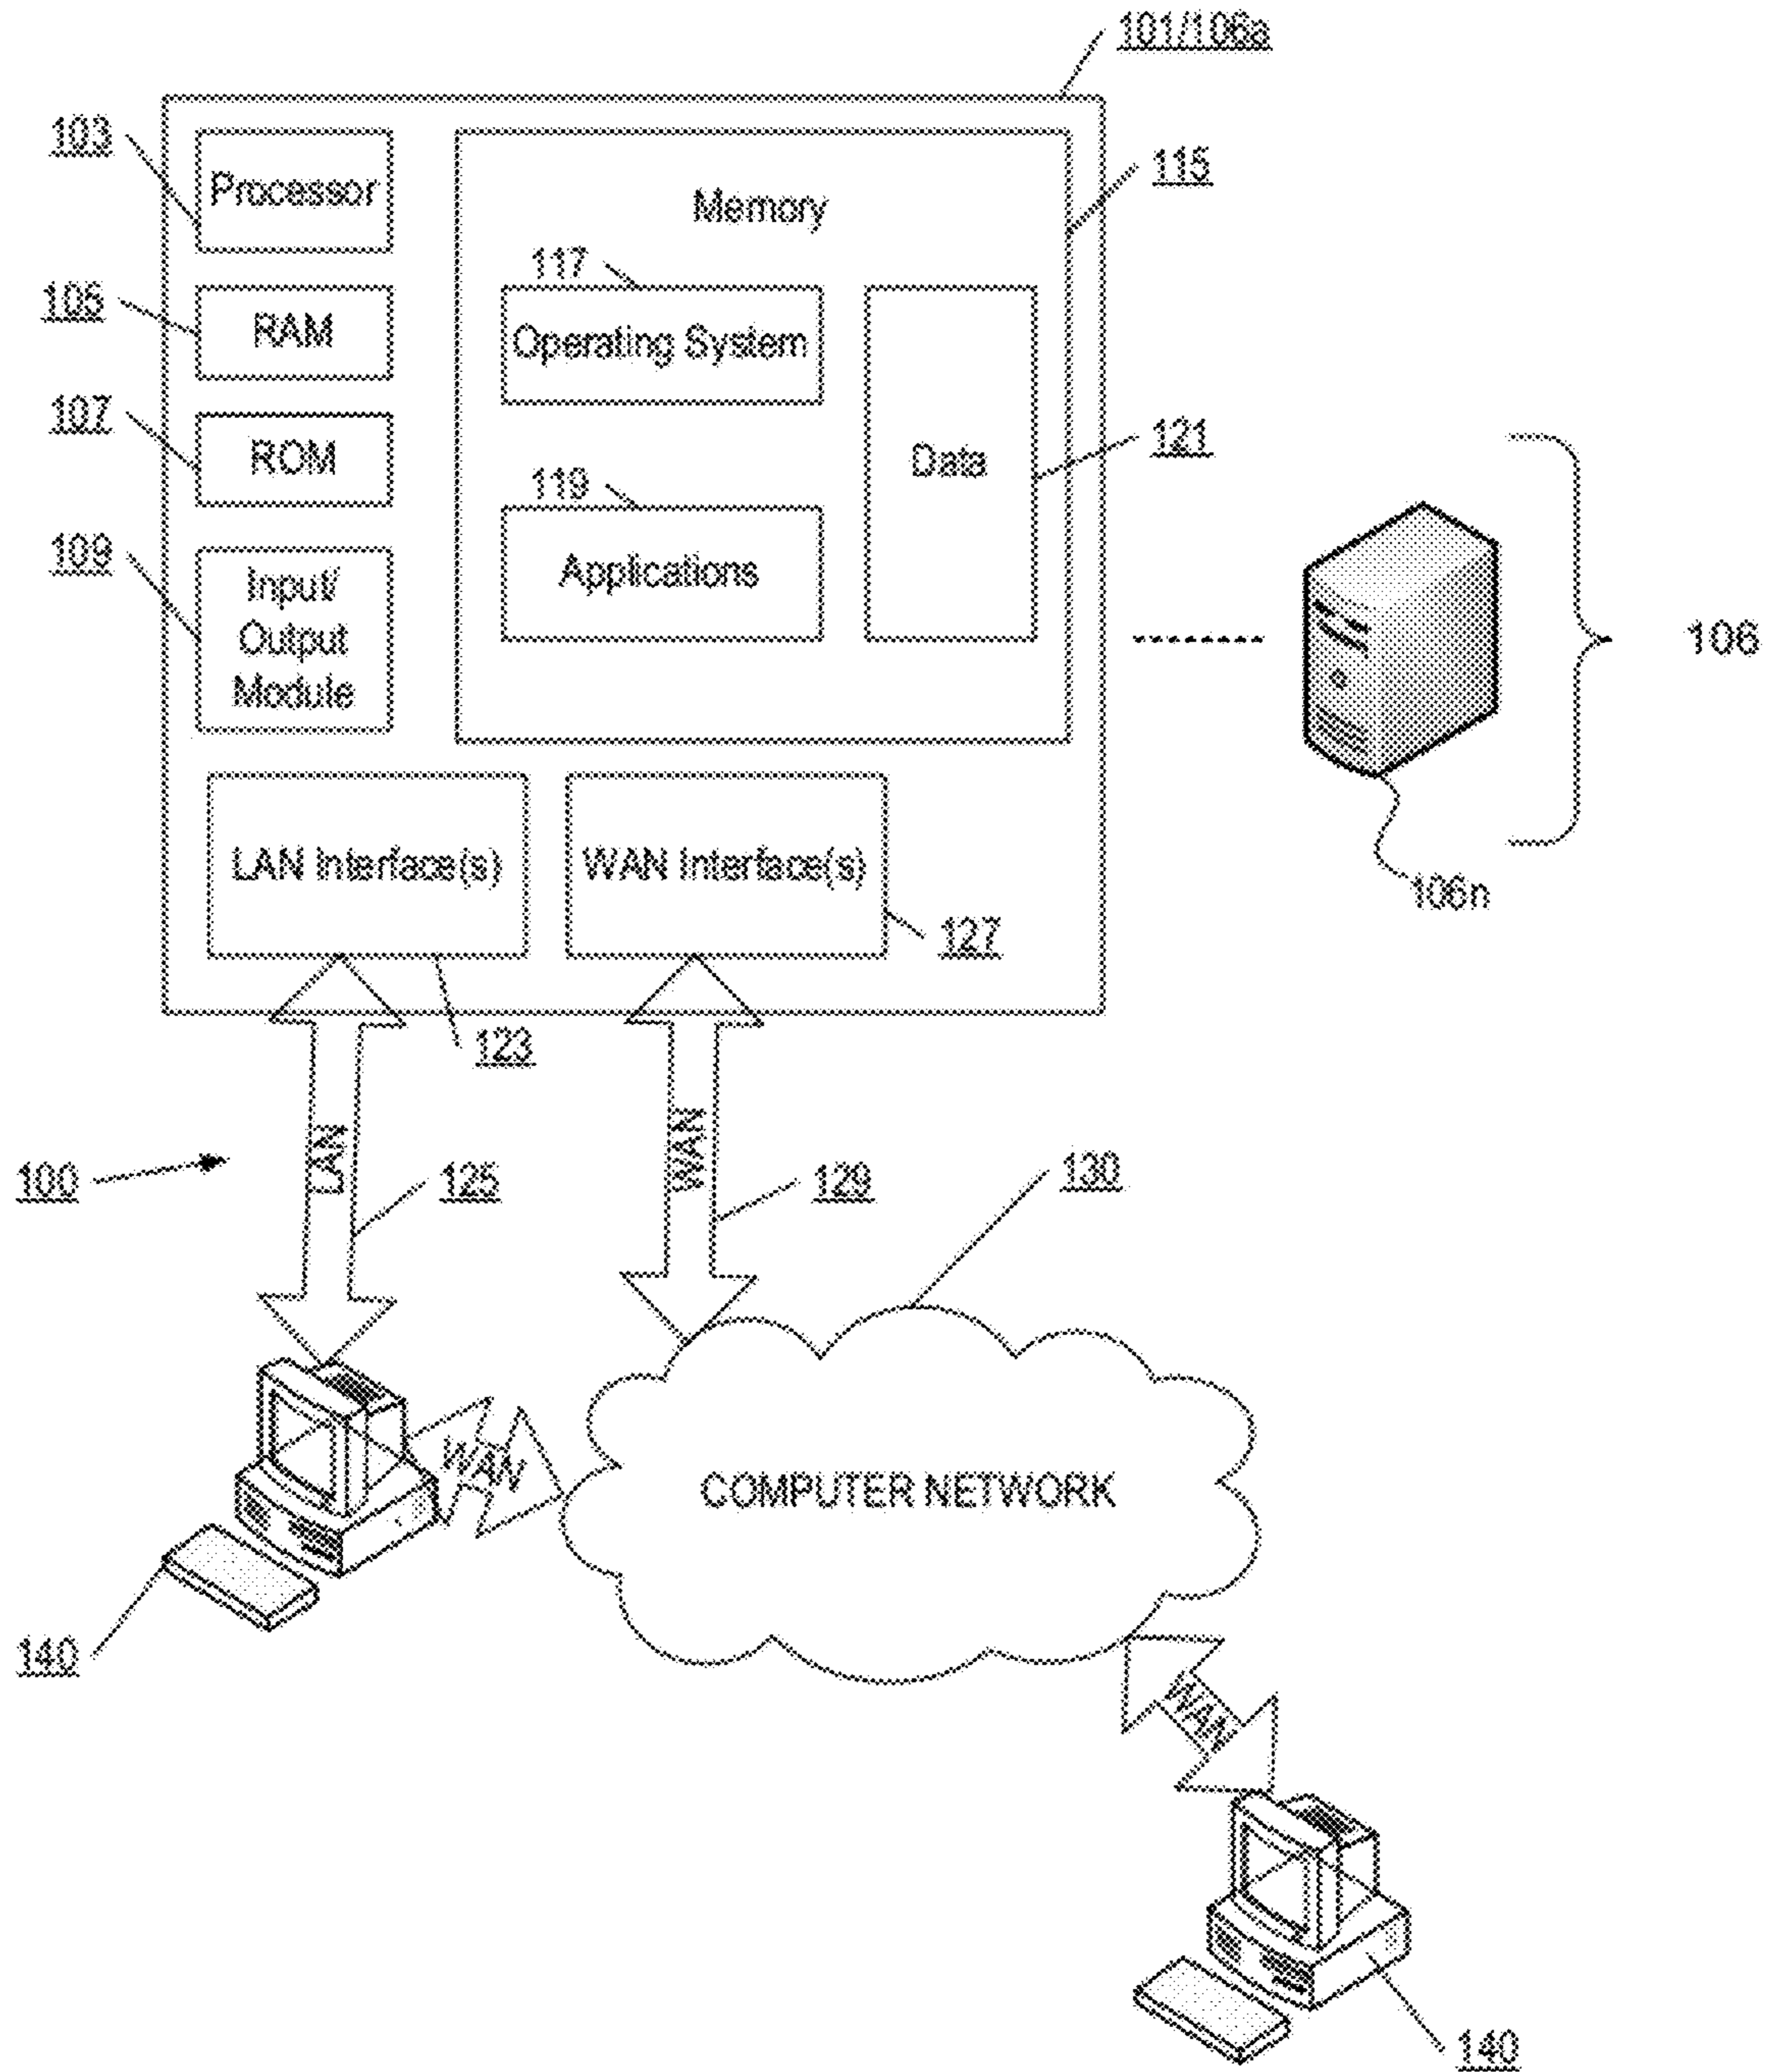 101/106a
103
Processor
115
Memory
117
105
RAM
Operating System
107
ROM
121
Data
119
109
Applications
Input/
Output
Module
106
LAN Interface(s)
WAN Interface(s)
106n
127
123
LAN
WAN
100
125
129
130
WAN
COMPUTER NETWORK
140
WAN
140